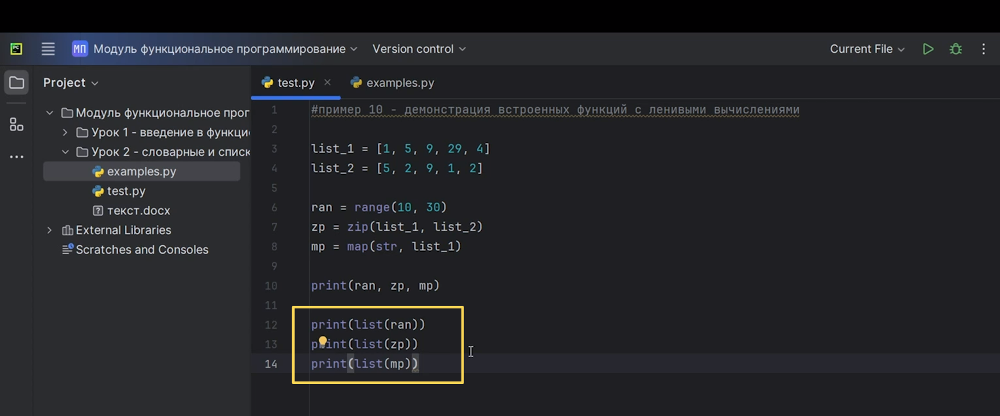 PC
МП Модуль функциональное программирование Version control Current File
Project
test.py examples.py
Модуль функциональное прог
Урок 1 - введение в функци
Урок 2 - словарные и списк
examples.py
test.py
текст.docx
External Libraries
Scratches and Consoles
1 #пример 10 - демонстрация встроенных функций с ленивыми вычислениями
2
3 list_1 = [1, 5, 9, 29, 4]
4 list_2 = [5, 2, 9, 1, 2]
5
6 ran = range(10, 30)
7 zp = zip(list_1, list_2)
8 mp = map(str, list_1)
9
10 print(ran, zp, mp)
11
12 print(list(ran))
13 print(list(zp))
14 print(list(mp))